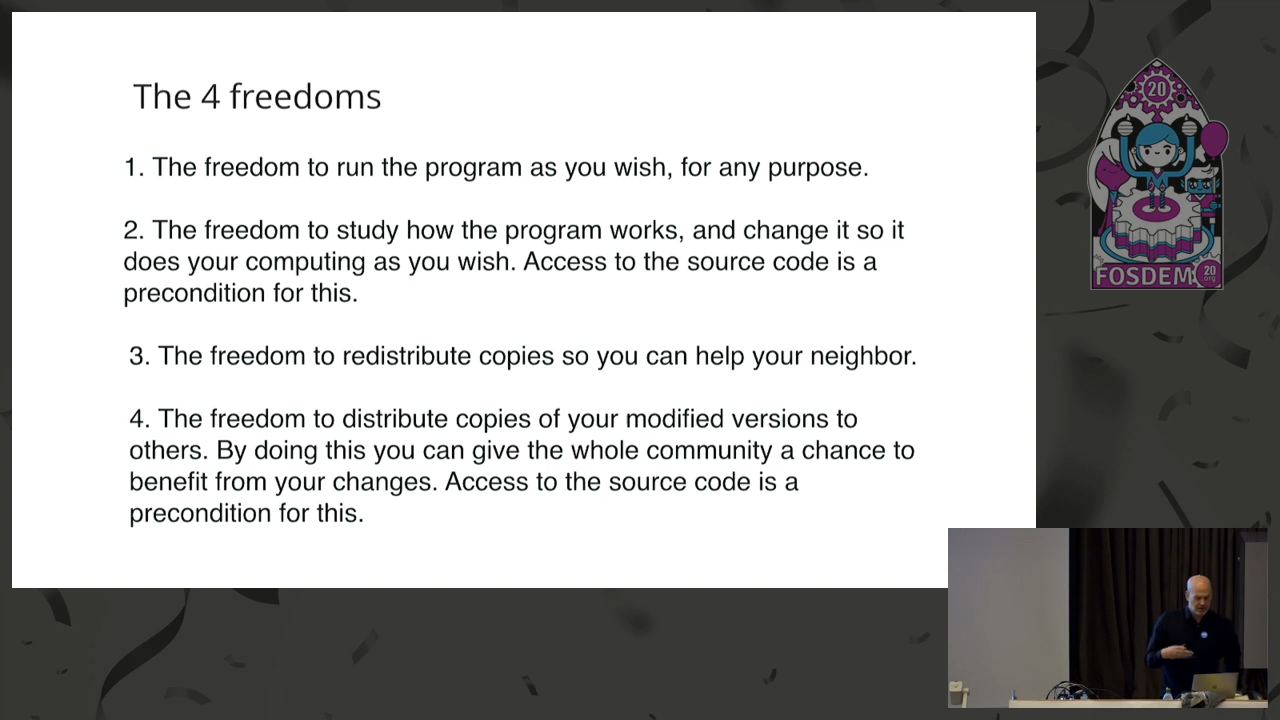 The 4 freedoms
1. The freedom to run the program as you wish, for any purpose.
2. The freedom to study how the program works, and change it so it
does your computing as you wish. Access to the source code is a
precondition for this.
3. The freedom to redistribute copies so you can help your neighbor.
4. The freedom to distribute copies of your modified versions to
others. By doing this you can give the whole community a chance to
benefit from your changes. Access to the source code is a
precondition for this.
20
FOSDEM 20
.org